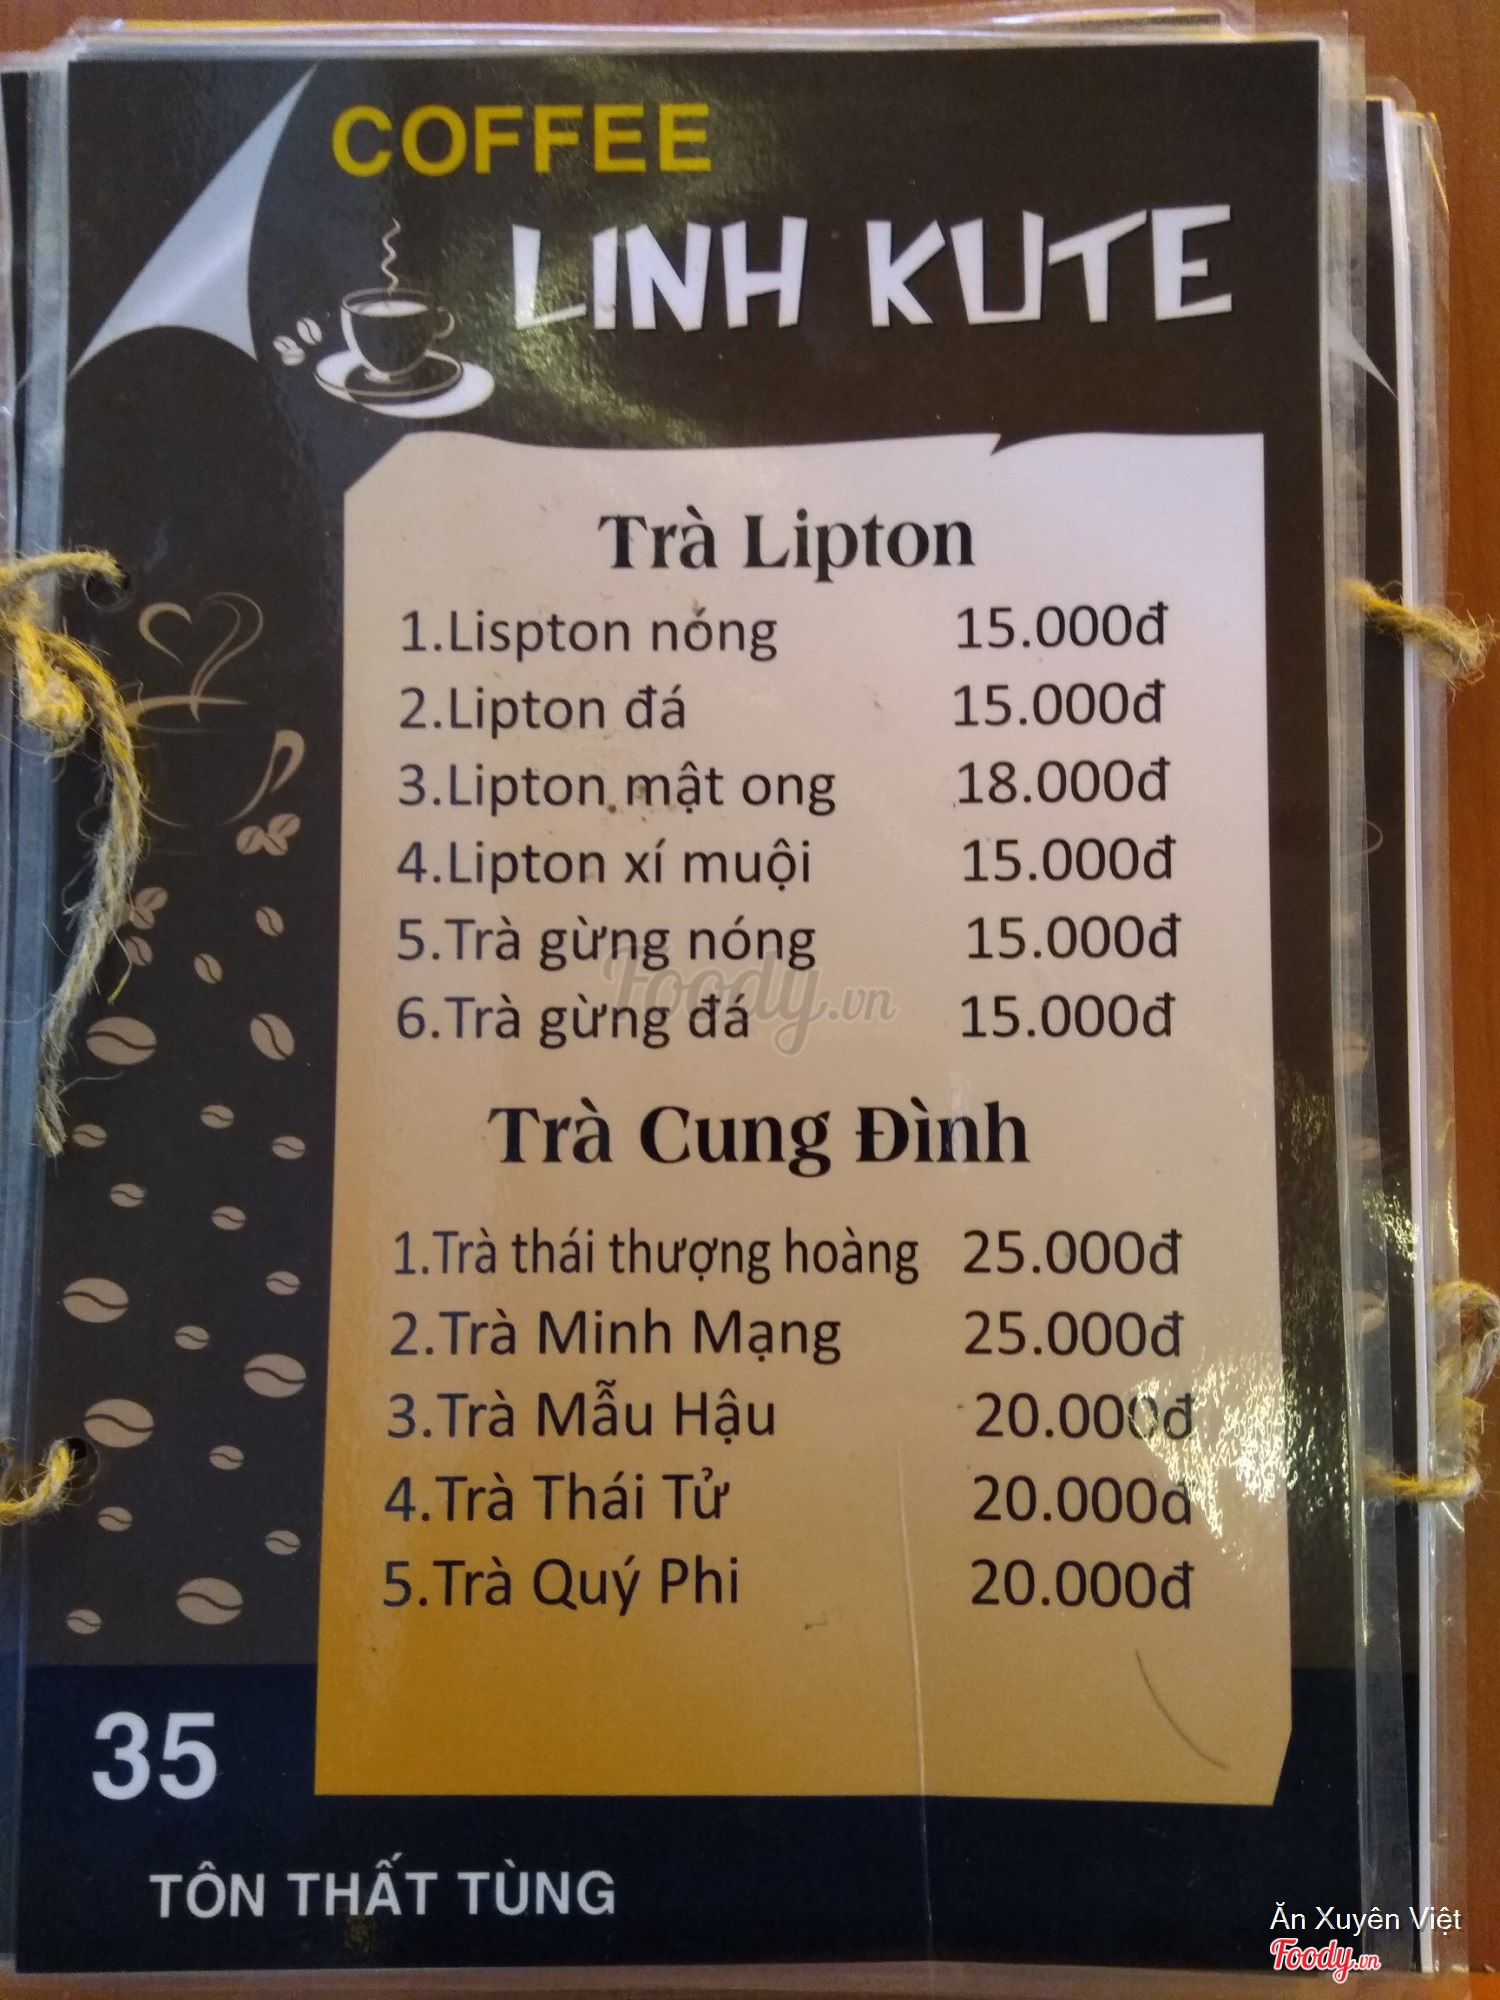 COFFEE
LINH KUTE
Trà Lipton
1.Lispton nóng 15.000đ
2.Lipton đá 15.000đ
3.Lipton mật ong 18.000đ
4.Lipton xí muội 15.000đ
5.Trà gừng nóng 15.000đ
6.Trà gừng đá 15.000đ
Foody.vn
Trà Cung Đình
1.Trà thái thượng hoàng 25.000đ
2.Trà Minh Mạng 25.000đ
3.Trà Mẫu Hậu 20.000đ
4.Trà Thái Tử 20.000đ
5.Trà Quý Phi 20.000đ
35
TÔN THẤT TÙNG
Ăn Xuyên Việt
Foody.vn